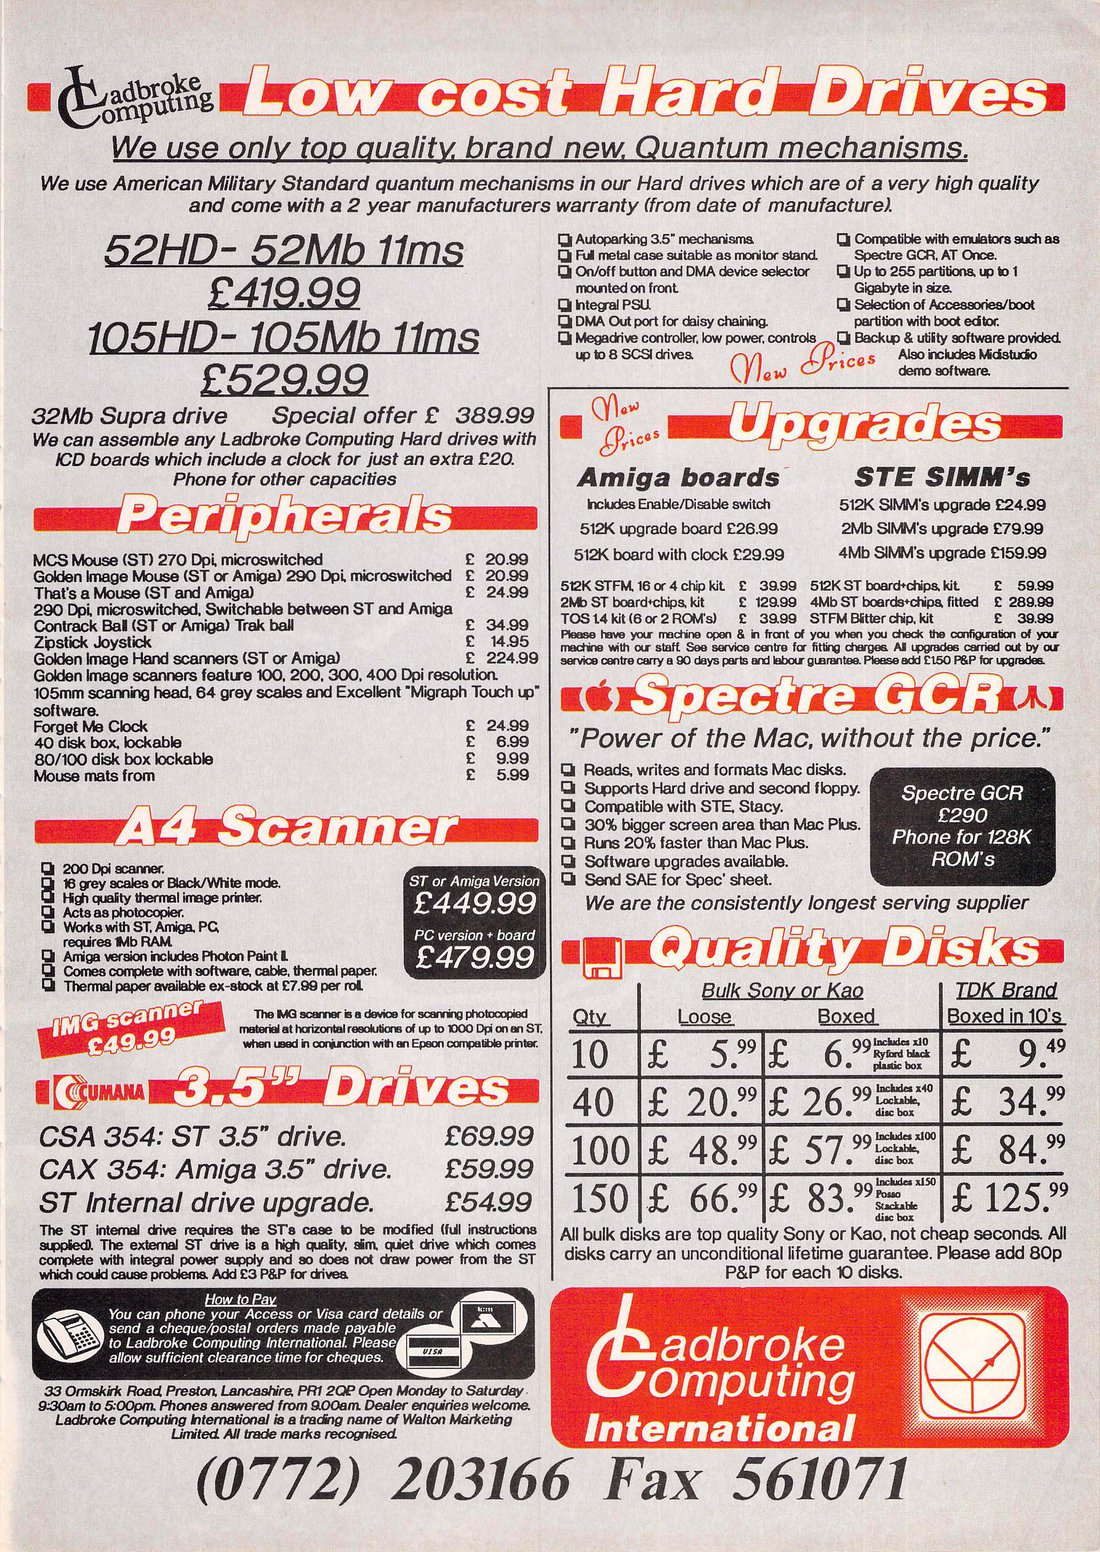 Ladbroke
Computing
Low cost Hard Drives
We use only top quality, brand new, Quantum mechanisms.
We use American Military Standard quantum mechanisms in our Hard drives which are of a very high quality
and come with a 2 year manufacturers warranty (from date of manufacture).
52HD- 52Mb 11ms
£419.99
105HD- 105Mb 11ms
£529.99
32Mb Supra drive Special offer £ 389.99
We can assemble any Ladbroke Computing Hard drives with
ICD boards which include a clock for just an extra £20.
Phone for other capacities
Autoparking 3.5" mechanisms.
Full metal case suitable as monitor stand.
On/off button and DMA device selector
mounted on front.
Integral PSU.
DMA Out port for daisy chaining.
Megadrive controller, low power, controls
up to 8 SCSI drives.
Compatible with emulators such as
Spectre GCR, AT Once.
Up to 255 partitions, up to 1
Gigabyte in size.
Selection of Accessories/boot
partition with boot editor.
Backup & utility software provided.
Also includes Midistudio
demo software.
New Prices
Peripherals
MCS Mouse (ST) 270 Dpi, microswitched £ 20.99
Golden Image Mouse (ST or Amiga) 290 Dpi, microswitched £ 20.99
That's a Mouse (ST and Amiga) £ 24.99
290 Dpi, microswitched, Switchable between ST and Amiga
Contrack Ball (ST or Amiga) Trak ball £ 34.99
Zipstick Joystick £ 14.95
Golden Image Hand scanners (ST or Amiga) £ 224.99
Golden Image scanners feature 100, 200, 300, 400 Dpi resolution.
105mm scanning head, 64 grey scales and Excellent "Migraph Touch up"
software.
Forget Me Clock £ 24.99
40 disk box, lockable £ 6.99
80/100 disk box lockable £ 9.99
Mouse mats from £ 5.99
A4 Scanner
200 Dpi scanner.
16 grey scales or Black/White mode.
High quality thermal image printer.
Acts as photocopier.
Works with ST, Amiga, PC,
requires 1Mb RAM.
Amiga version includes Photon Paint II.
Comes complete with software, cable, thermal paper.
Thermal paper available ex-stock at £7.99 per roll.
ST or Amiga Version
£449.99
PC version + board
£479.99
IMG scanner
£49.99
The IMG scanner is a device for scanning photocopied
material at horizontal resolutions of up to 1000 Dpi on an ST,
when used in conjunction with an Epson compatible printer.
CUMANA 3.5" Drives
CSA 354: ST 3.5" drive. £69.99
CAX 354: Amiga 3.5" drive. £59.99
ST Internal drive upgrade. £54.99
The ST internal drive requires the ST's case to be modified (full instructions
supplied). The external ST drive is a high quality, slim, quiet drive which comes
complete with integral power supply and so does not draw power from the ST
which could cause problems. Add £3 P&P for drives.
How to Pay
You can phone your Access or Visa card details or
send a cheque/postal orders made payable
to Ladbroke Computing International. Please
allow sufficient clearance time for cheques.
Access
VISA
33 Ormskirk Road, Preston, Lancashire, PR1 2QP Open Monday to Saturday
9:30am to 5:00pm. Phones answered from 9.00am. Dealer enquiries welcome.
Ladbroke Computing International is a trading name of Walton Marketing
Limited. All trade marks recognised.
New
Prices
Upgrades
Amiga boards
Includes Enable/Disable switch
512K upgrade board £26.99
512K board with clock £29.99
STE SIMM's
512K SIMM's upgrade £24.99
2Mb SIMM's upgrade £79.99
4Mb SIMM's upgrade £159.99
512K STFM, 16 or 4 chip kit. £ 39.99 512K ST board+chips, kit. £ 59.99
2Mb ST board+chips, kit £ 129.99 4Mb ST boards+chips, fitted £ 289.99
TOS 1.4 kit (6 or 2 ROM's) £ 39.99 STFM Blitter chip, kit £ 39.99
Please have your machine open & in front of you when you check the configuration of your
machine with our staff. See service centre for fitting charges. All upgrades carried out by our
service centre carry a 90 days parts and labour guarantee. Please add £1.50 P&P for upgrades.
Spectre GCR
"Power of the Mac, without the price."
Reads, writes and formats Mac disks.
Supports Hard drive and second floppy.
Compatible with STE, Stacy.
30% bigger screen area than Mac Plus.
Runs 20% faster than Mac Plus.
Software upgrades available.
Send SAE for Spec' sheet.
Spectre GCR
£290
Phone for 128K
ROM's
We are the consistently longest serving supplier
Quality Disks
Bulk Sony or Kao TDK Brand
Qty Loose Boxed Boxed in 10's
10 £ 5.99 £ 6.99 Includes x10 Ryford black plastic box £ 9.49
40 £ 20.99 £ 26.99 Includes x40 Lockable, disc box £ 34.99
100 £ 48.99 £ 57.99 Includes x100 Lockable, disc box £ 84.99
150 £ 66.99 £ 83.99 Includes x150 Posso Stackable disc box £ 125.99
All bulk disks are top quality Sony or Kao, not cheap seconds. All
disks carry an unconditional lifetime guarantee. Please add 80p
P&P for each 10 disks.
Ladbroke
Computing
International
(0772) 203166 Fax 561071